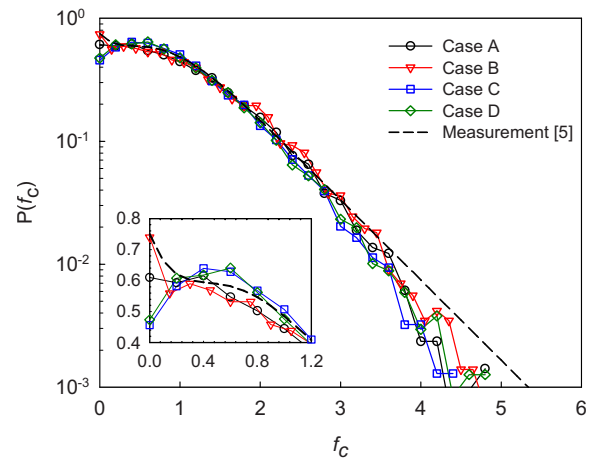 10⁰
10⁻¹
10⁻²
10⁻³
P(f_c)
Case A
Case B
Case C
Case D
Measurement [5]
0.8
0.7
0.6
0.5
0.4
0.0 0.4 0.8 1.2
0 1 2 3 4 5 6
f_c